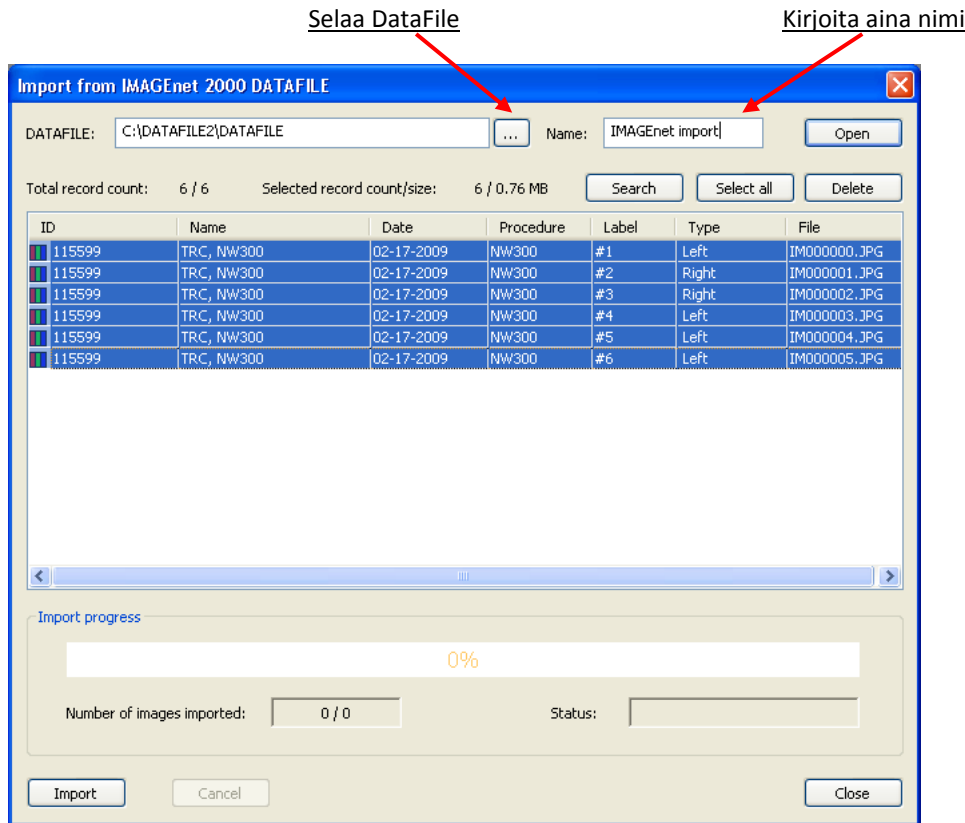 Selaa DataFile Kirjoita aina nimi
Import from IMAGEnet 2000 DATAFILE
DATAFILE: C:\DATAFILE2\DATAFILE ... Name: IMAGEnet import Open
Total record count: 6 / 6 Selected record count/size: 6 / 0.76 MB Search Select all Delete
ID Name Date Procedure Label Type File
115599 TRC, NW300 02-17-2009 NW300 #1 Left IM000000.JPG
115599 TRC, NW300 02-17-2009 NW300 #2 Right IM000001.JPG
115599 TRC, NW300 02-17-2009 NW300 #3 Right IM000002.JPG
115599 TRC, NW300 02-17-2009 NW300 #4 Left IM000003.JPG
115599 TRC, NW300 02-17-2009 NW300 #5 Left IM000004.JPG
115599 TRC, NW300 02-17-2009 NW300 #6 Left IM000005.JPG
Import progress
0%
Number of images imported: 0 / 0 Status:
Import Cancel Close